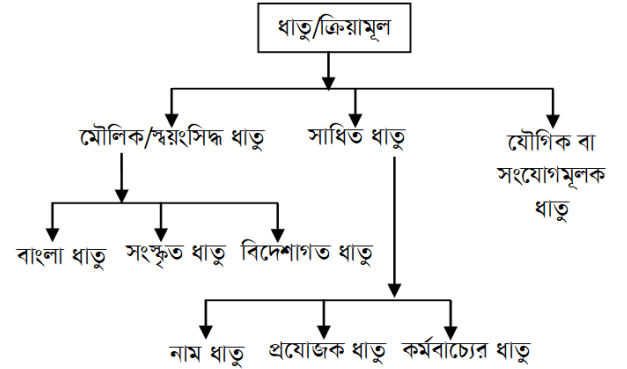 ধাতু/ক্রিয়ামূল
মৌলিক/স্বয়ংসিদ্ধ ধাতু
সাধিত ধাতু
যৌগিক বা
সংযোগমূলক
ধাতু
বাংলা ধাতু
সংস্কৃত ধাতু
বিদেশাগত ধাতু
নাম ধাতু
প্রযোজক ধাতু
কর্মবাচ্যের ধাতু